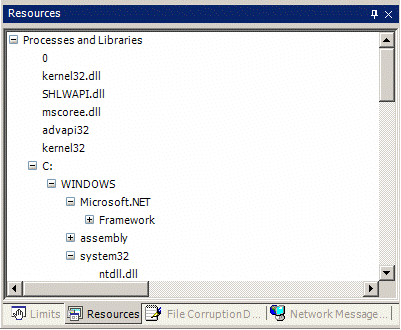 Resources
Processes and Libraries
0
kernel32.dll
SHLWAPI.dll
mscoree.dll
advapi32
kernel32
C:
WINDOWS
Microsoft.NET
Framework
assembly
system32
ntdll.dll
Limits Resources File Corruption D... Network Message...